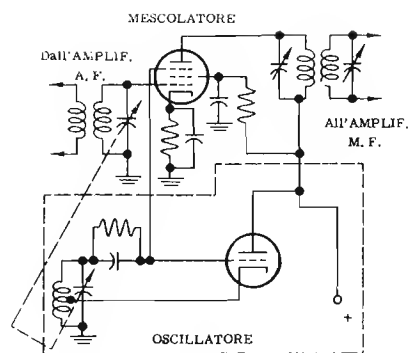 MESCOLATORE
Dall'AMPLIF.
A. F.
All'AMPLIF.
M. F.
+
OSCILLATORE